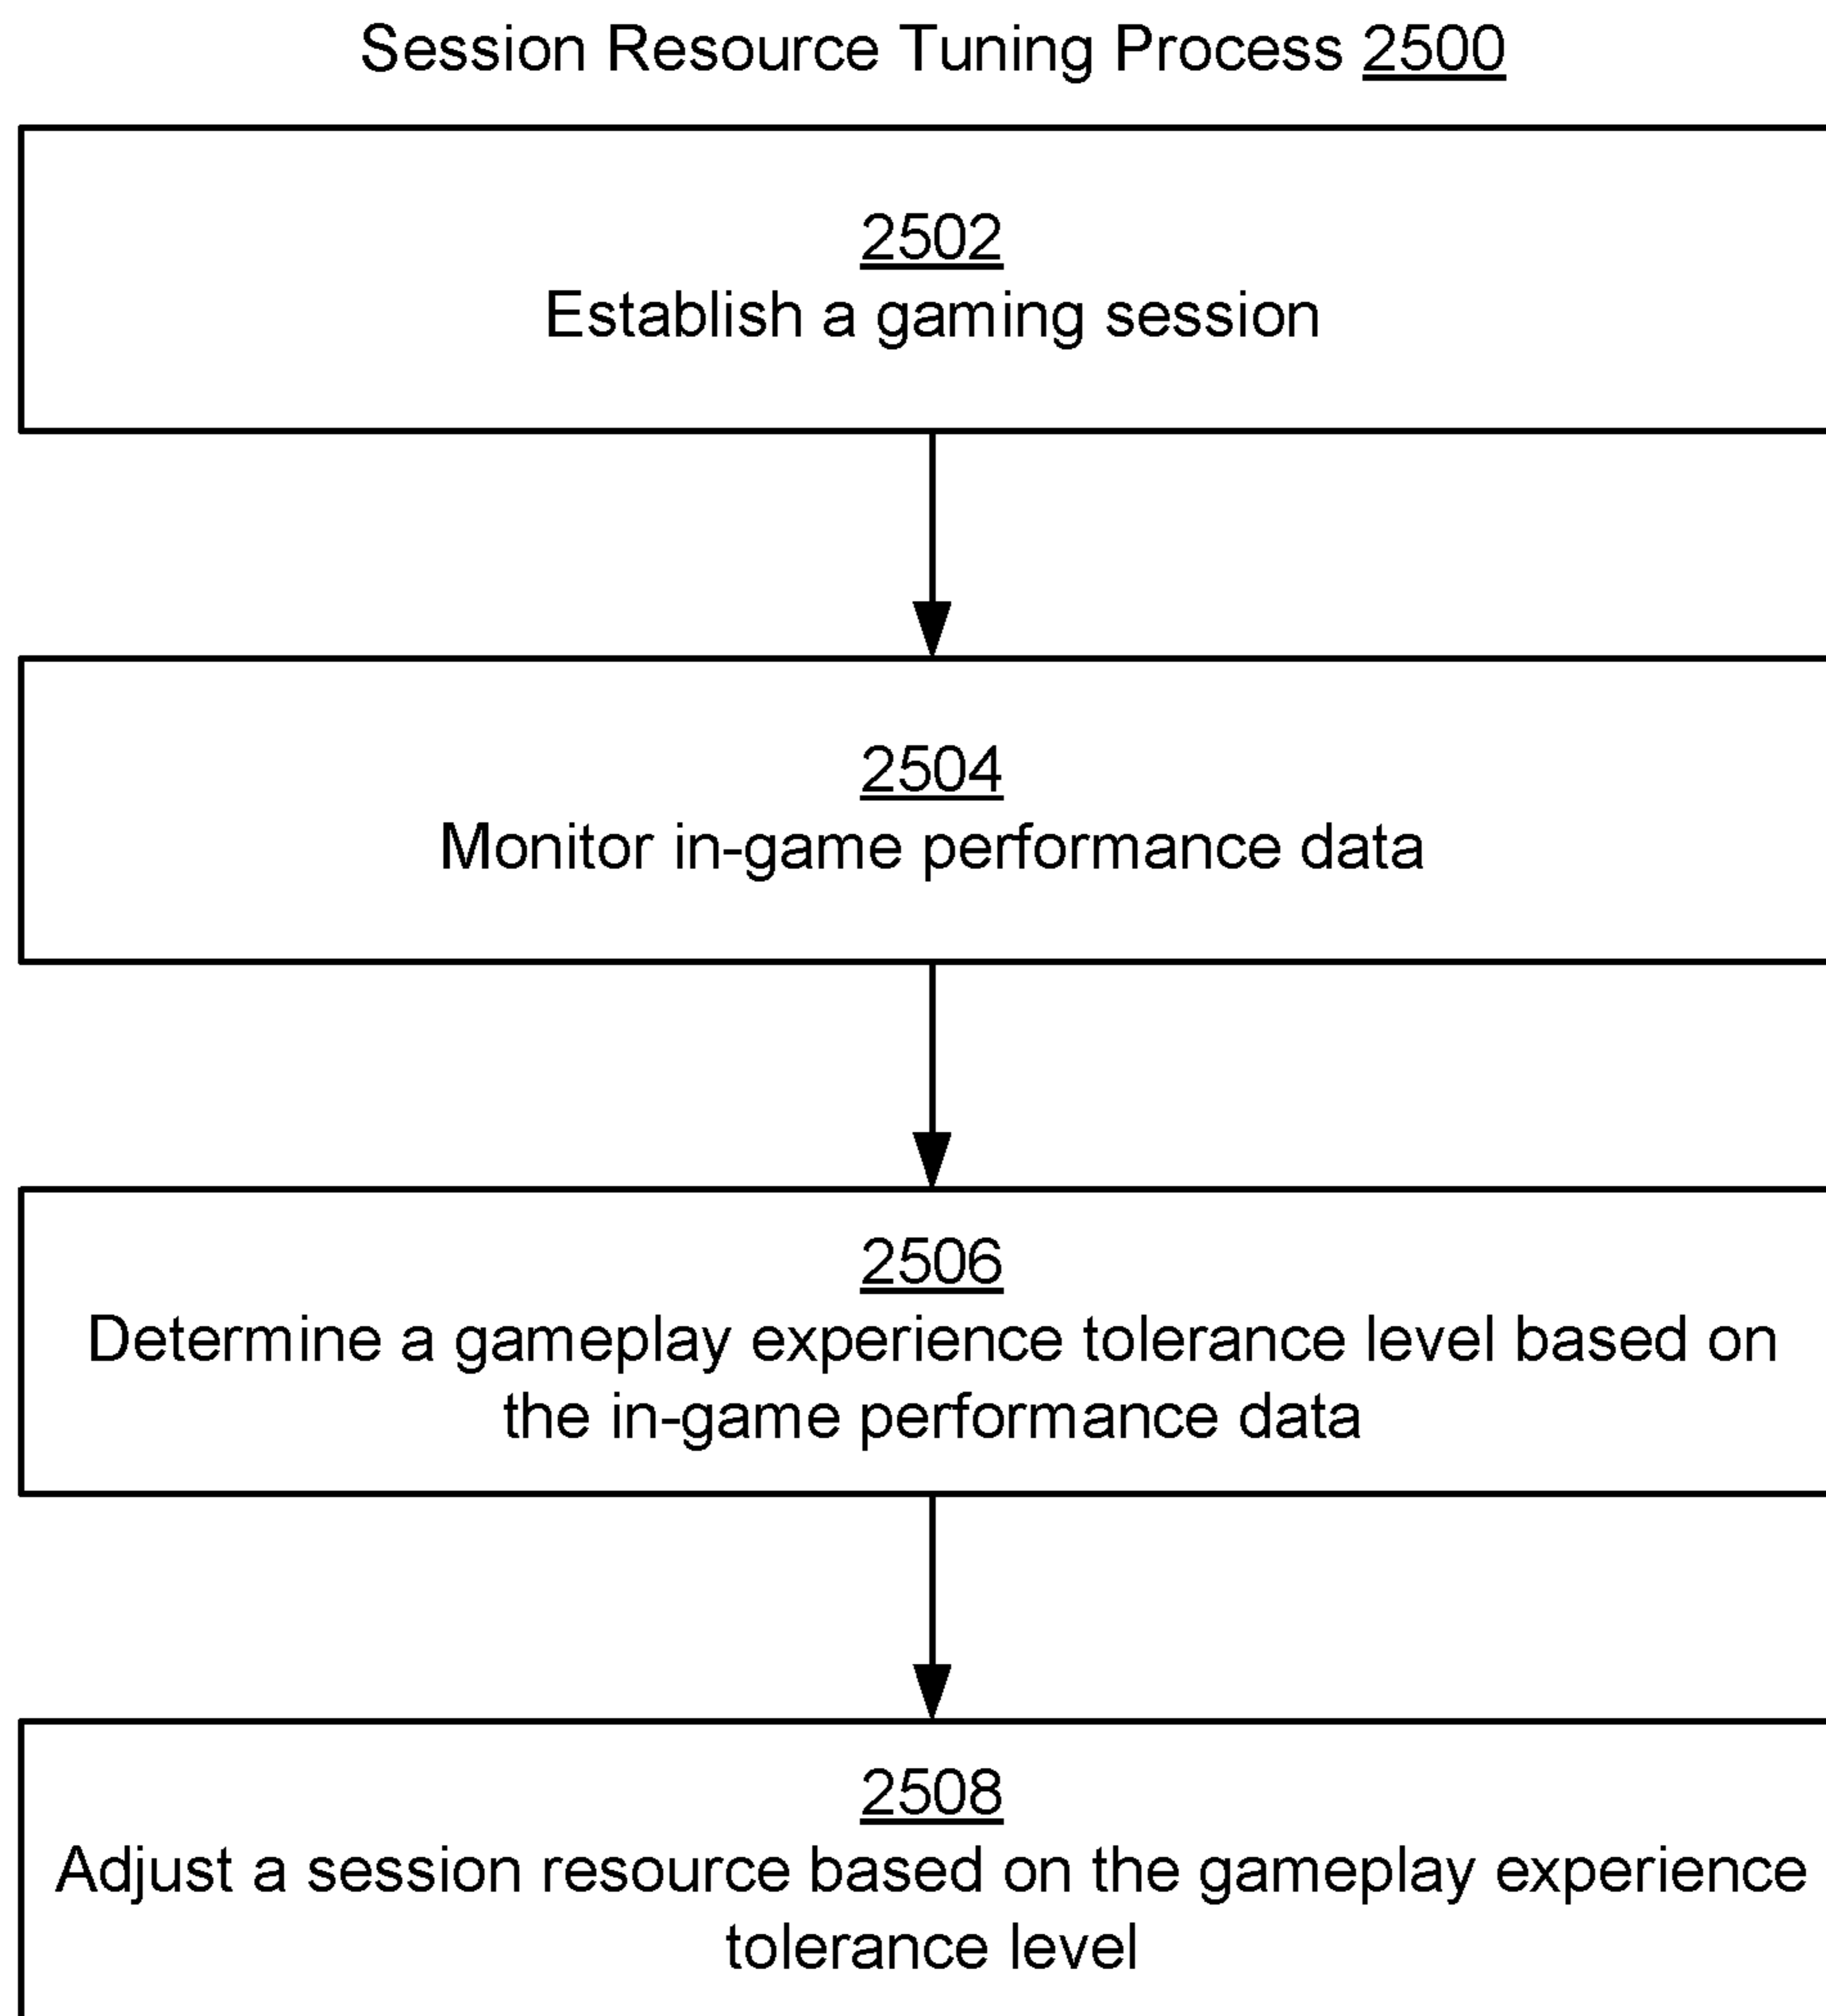 Session Resource Tuning Process 2500
2502
Establish a gaming session
2504
Monitor in-game performance data
2506
Determine a gameplay experience tolerance level based on
the in-game performance data
2508
Adjust a session resource based on the gameplay experience
tolerance level